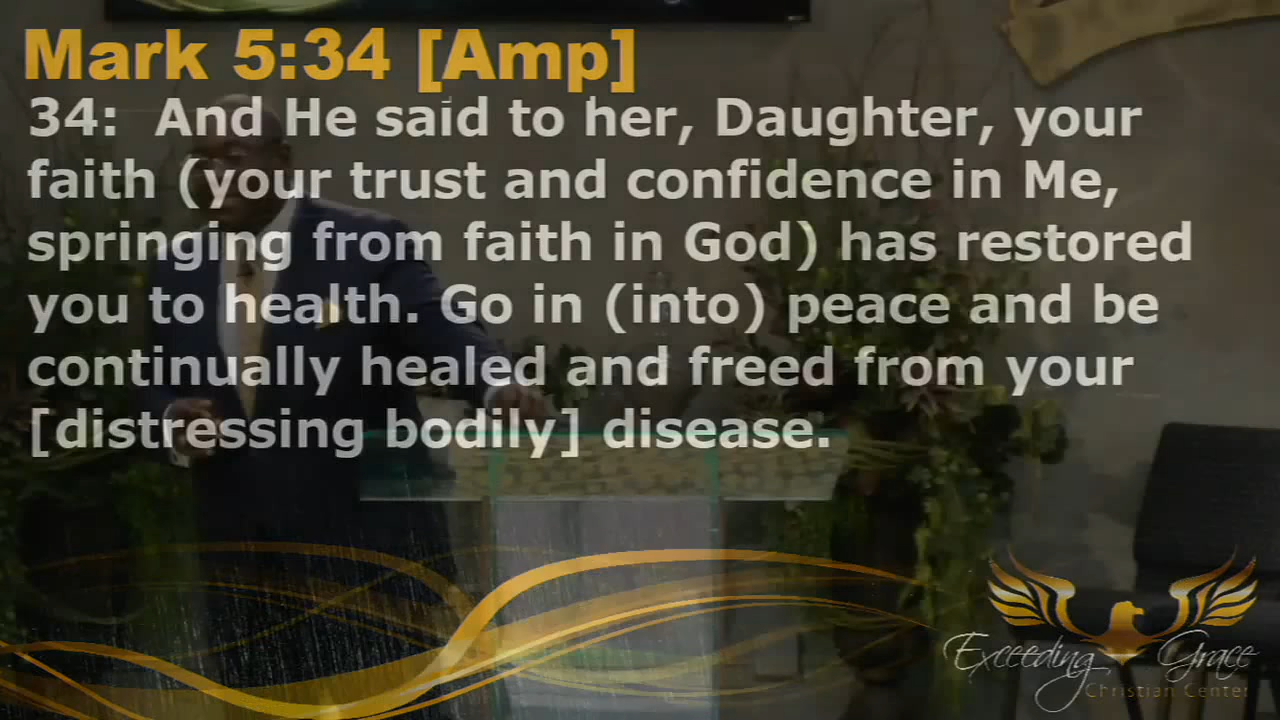 Mark 5:34 [Amp]
34:  And He said to her, Daughter, your
faith (your trust and confidence in Me,
springing from faith in God) has restored
you to health. Go in (into) peace and be
continually healed and freed from your
[distressing bodily] disease.
Exceeding Grace
Christian Center